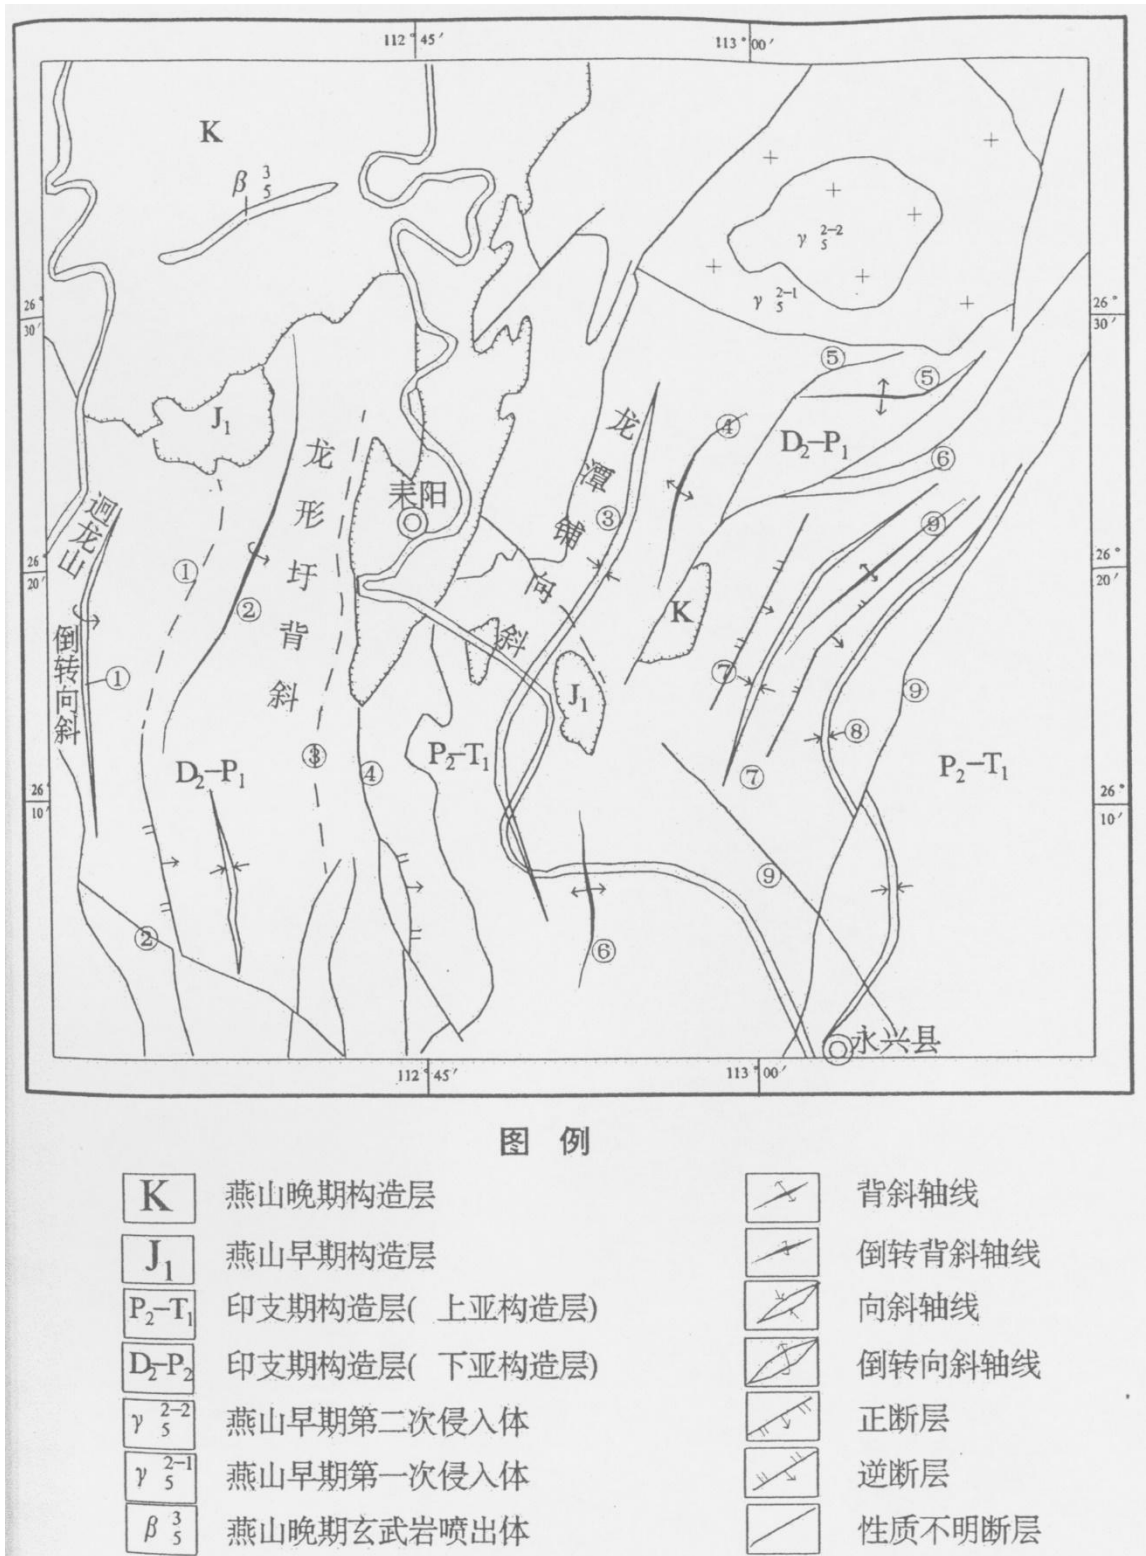 112° 45′
113° 00′
K
β 3 5
γ 2-2 5
γ 2-1 5
26° 30′
26° 30′
⑤
⑤
J₁
龙形圩背斜
龙潭铺向斜
④
D₂-P₁
⑥
耒阳
③
⑨
迴龙山倒转向斜
①
②
26° 20′
26° 20′
K
①
⑦
⑨
J₁
⑧
③
④
P₂-T₁
⑦
P₂-T₁
D₂-P₁
26° 10′
26° 10′
⑨
②
⑥
永兴县
112° 45′
113° 00′
图 例
K 燕山晚期构造层
J₁ 燕山早期构造层
P₂-T₁ 印支期构造层( 上亚构造层)
D₂-P₂ 印支期构造层( 下亚构造层)
γ 2-2 5 燕山早期第二次侵入体
γ 2-1 5 燕山早期第一次侵入体
β 3 5 燕山晚期玄武岩喷出体
背斜轴线
倒转背斜轴线
向斜轴线
倒转向斜轴线
正断层
逆断层
性质不明断层